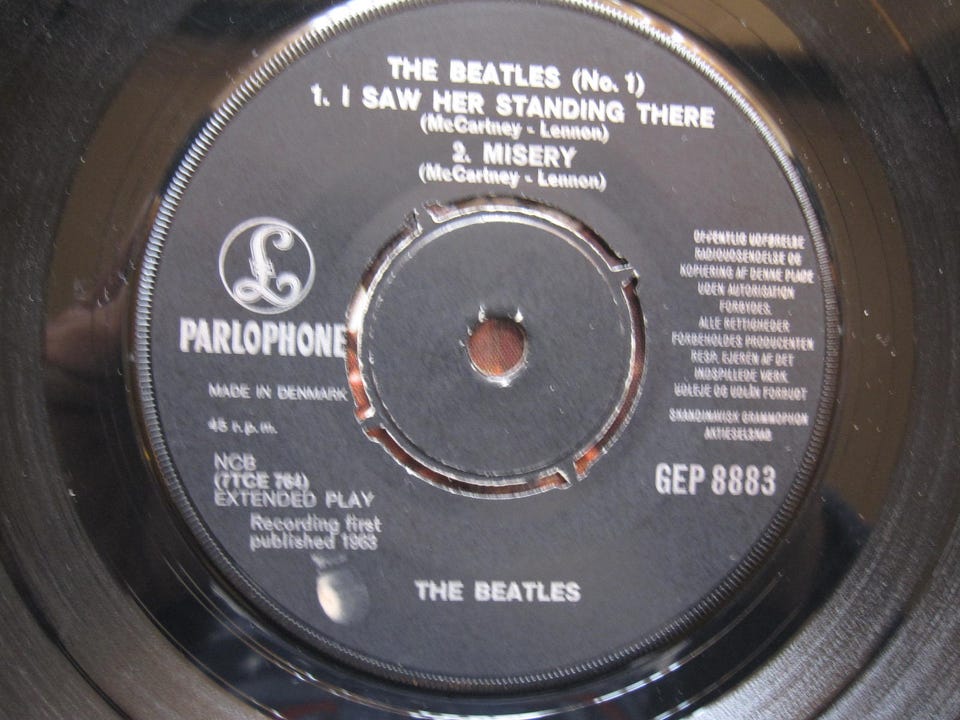 THE BEATLES (No. 1)
1. I SAW HER STANDING THERE
(McCartney - Lennon)
2. MISERY
(McCartney - Lennon)
£
PARLOPHONE
MADE IN DENMARK
45 r.p.m.
NCB
(7TCE 764)
EXTENDED PLAY
Recording first
published 1963
OFFENTLIG UDFØRELSE
RADIOUDSENDELSE OG
KOPIERING AF DENNE PLADE
UDEN AUTORISATION
FORBYDES.
ALLE RETTIGHEDER
FORBEHOLDES PRODUCENTEN
RESP. EJEREN AF DET
INDSPILLEDE VÆRK.
UDLEJE OG UDLÅN FORBUDT
SKANDINAVISK GRAMMOPHON
AKTIESELSKAB
GEP 8883
THE BEATLES